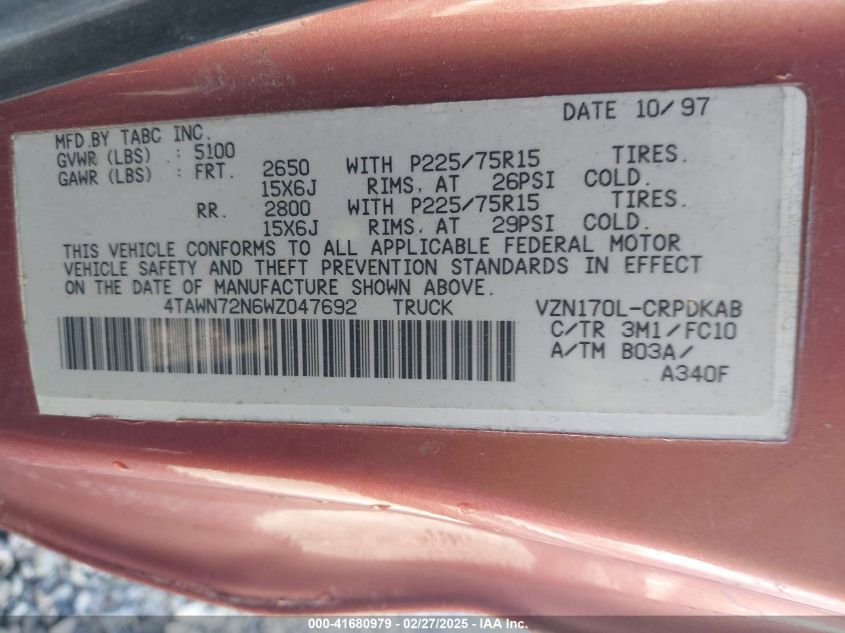 DATE 10/97
MFD.BY TABC INC.
GVWR (LBS) : 5100
GAWR (LBS) : FRT. 2650 WITH P225/75R15 TIRES.
15X6J RIMS, AT 26PSI COLD.
RR. 2800 WITH P225/75R15 TIRES.
15X6J RIMS, AT 29PSI COLD.
THIS VEHICLE CONFORMS TO ALL APPLICABLE FEDERAL MOTOR
VEHICLE SAFETY AND THEFT PREVENTION STANDARDS IN EFFECT
ON THE DATE OF MANUFACTURE SHOWN ABOVE.
4TAWN72N6WZ047692 TRUCK VZN170L-CRPDKAB
C/TR 3M1/FC10
A/TM B03A/
A340F
000-41680979 / 02/27/2025 / IAA, Inc.